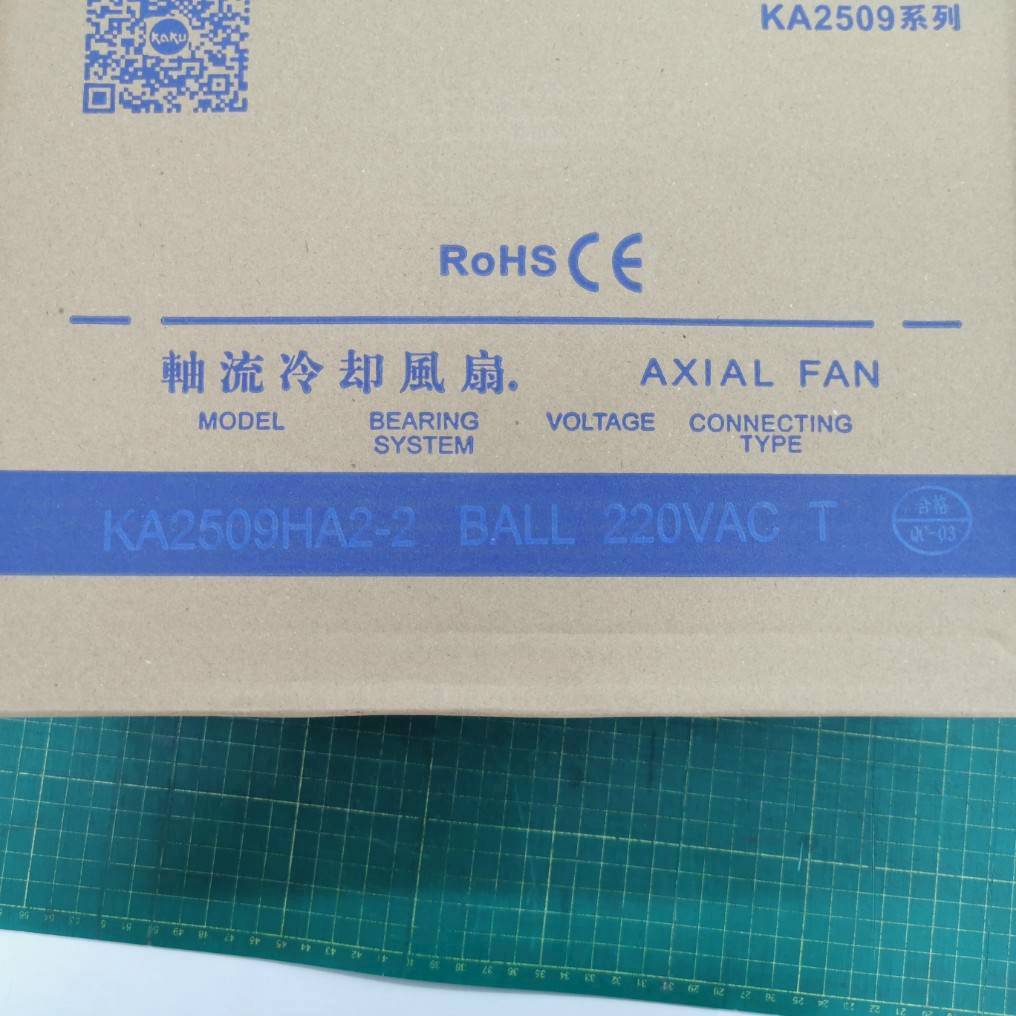 KAKU
KA2509系列
RoHS CE
軸流冷却風扇. AXIAL FAN
MODEL BEARING SYSTEM VOLTAGE CONNECTING TYPE
KA2509HA2-2 BALL 220VAC T
合格
QC-03